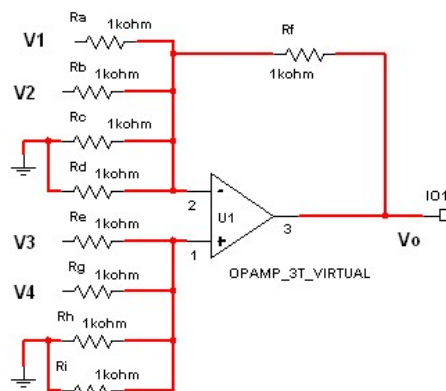 Ra
1kohm
V1
Rb
1kohm
V2
Rc
1kohm
Rd
1kohm
Rf
1kohm
2
-
U1
3
1
+
OPAMP_3T_VIRTUAL
IO1
Vo
Re
1kohm
V3
Rg
1kohm
V4
Rh
1kohm
Ri
1kohm